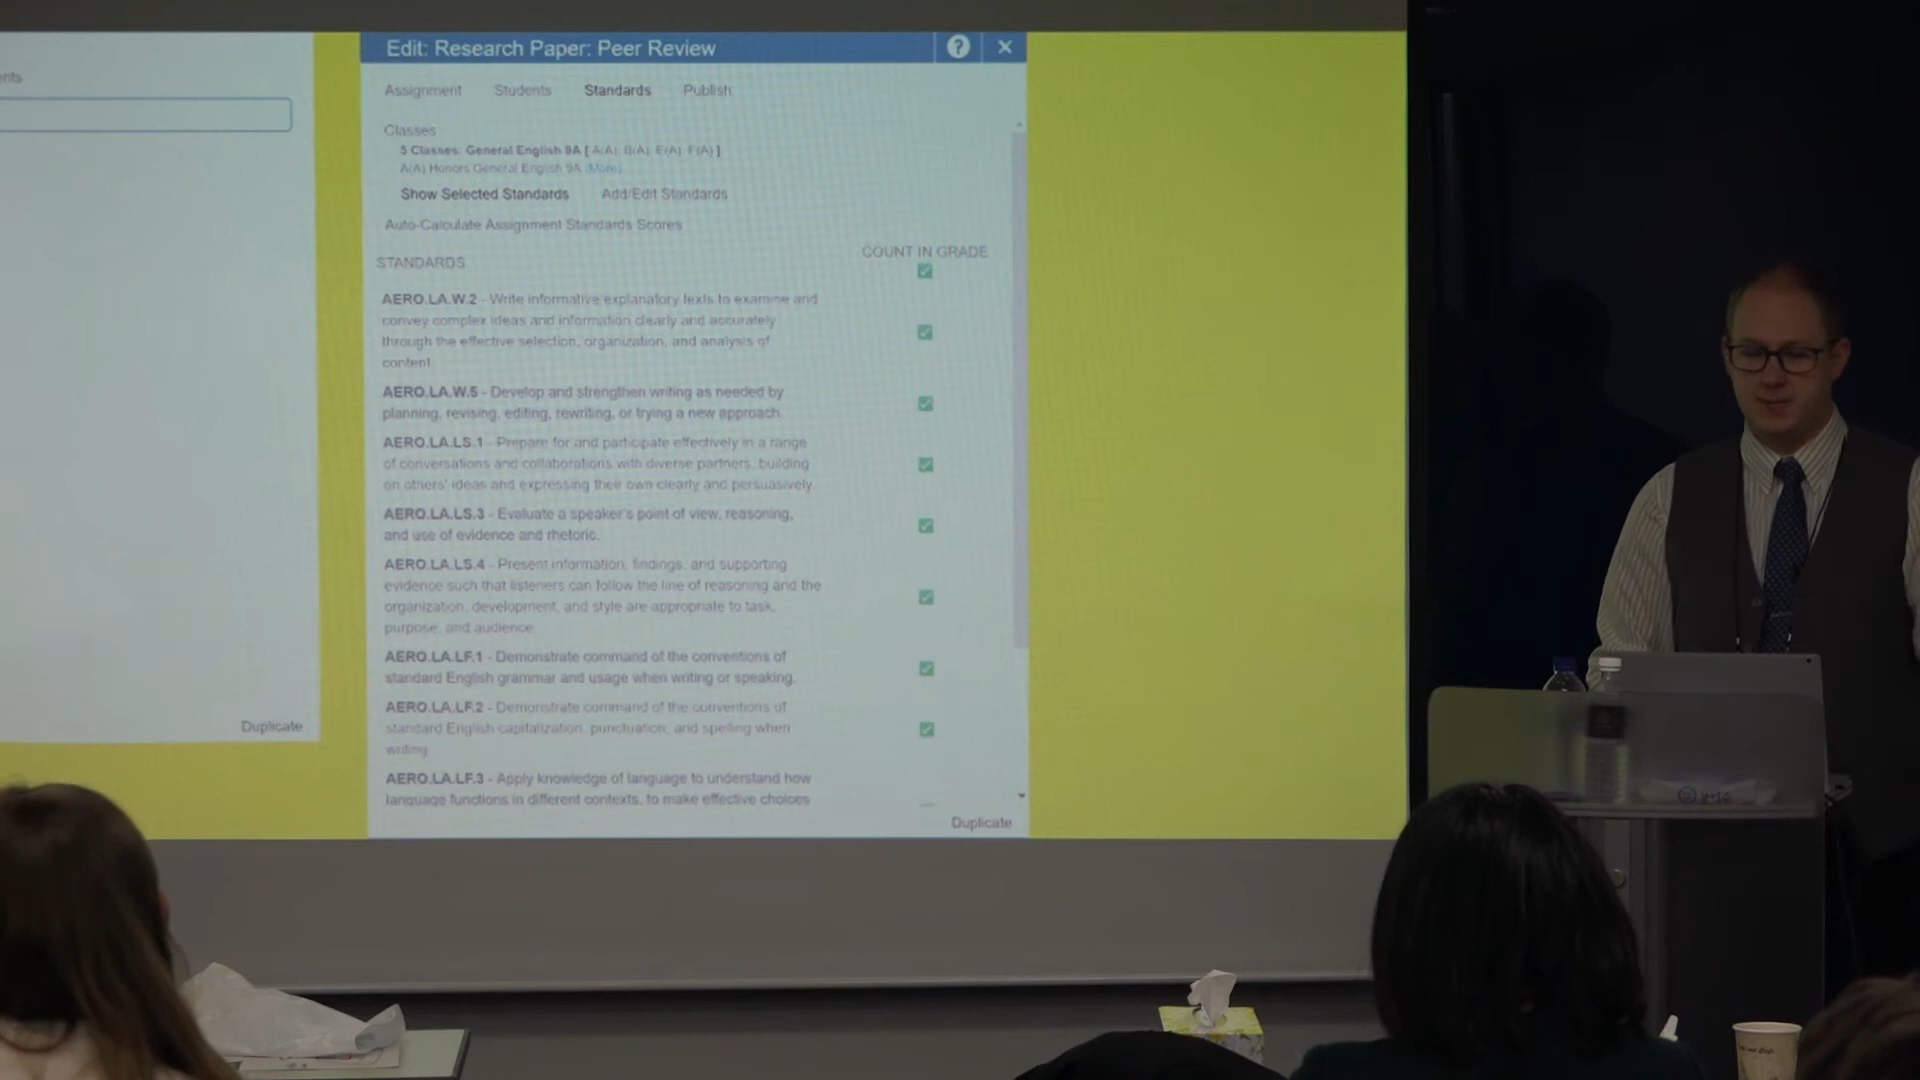 ents
Duplicate
Edit: Research Paper: Peer Review
?
Assignment Students Standards Publish
Classes
5 Classes: General English 9A [ A(A) B(A) E(A) F(A) ]
A(A) Honors General English 9A (More)
Show Selected Standards Add/Edit Standards
Auto-Calculate Assignment Standards Scores
STANDARDS
COUNT IN GRADE
AERO.LA.W.2 - Write informative explanatory texts to examine and
convey complex ideas and information clearly and accurately
through the effective selection, organization, and analysis of
content.
AERO.LA.W.5 - Develop and strengthen writing as needed by
planning, revising, editing, rewriting, or trying a new approach.
AERO.LA.LS.1 - Prepare for and participate effectively in a range
of conversations and collaborations with diverse partners, building
on others' ideas and expressing their own clearly and persuasively.
AERO.LA.LS.3 - Evaluate a speaker's point of view, reasoning,
and use of evidence and rhetoric.
AERO.LA.LS.4 - Present information, findings, and supporting
evidence such that listeners can follow the line of reasoning and the
organization, development, and style are appropriate to task,
purpose, and audience.
AERO.LA.LF.1 - Demonstrate command of the conventions of
standard English grammar and usage when writing or speaking.
AERO.LA.LF.2 - Demonstrate command of the conventions of
standard English capitalization, punctuation, and spelling when
writing.
AERO.LA.LF.3 - Apply knowledge of language to understand how
language functions in different contexts, to make effective choices
Duplicate